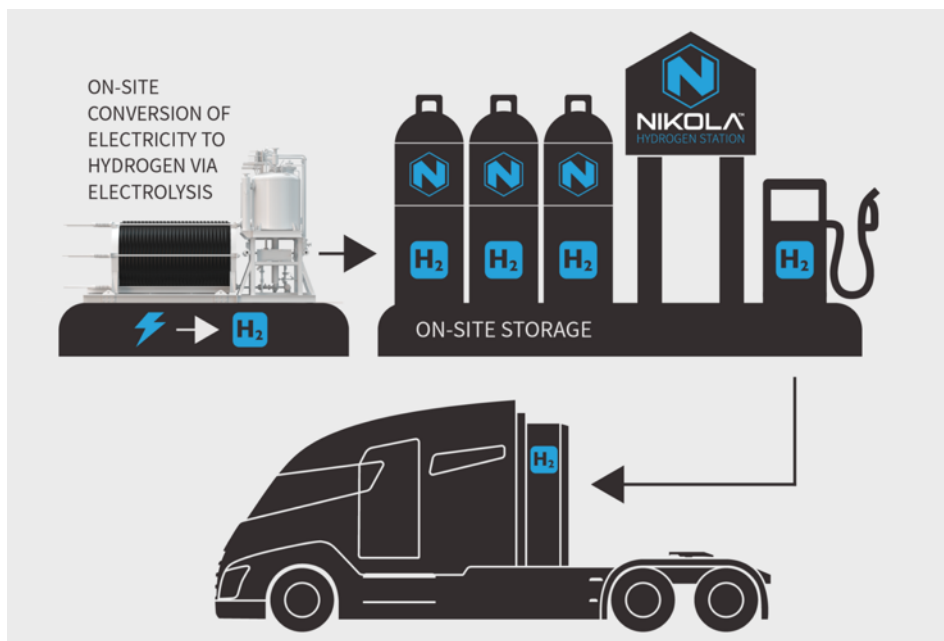 ON-SITE
CONVERSION OF
ELECTRICITY TO
HYDROGEN VIA
ELECTROLYSIS
H₂
N
N
N
H₂
H₂
H₂
ON-SITE STORAGE
N
NIKOLA™
HYDROGEN STATION
H₂
H₂